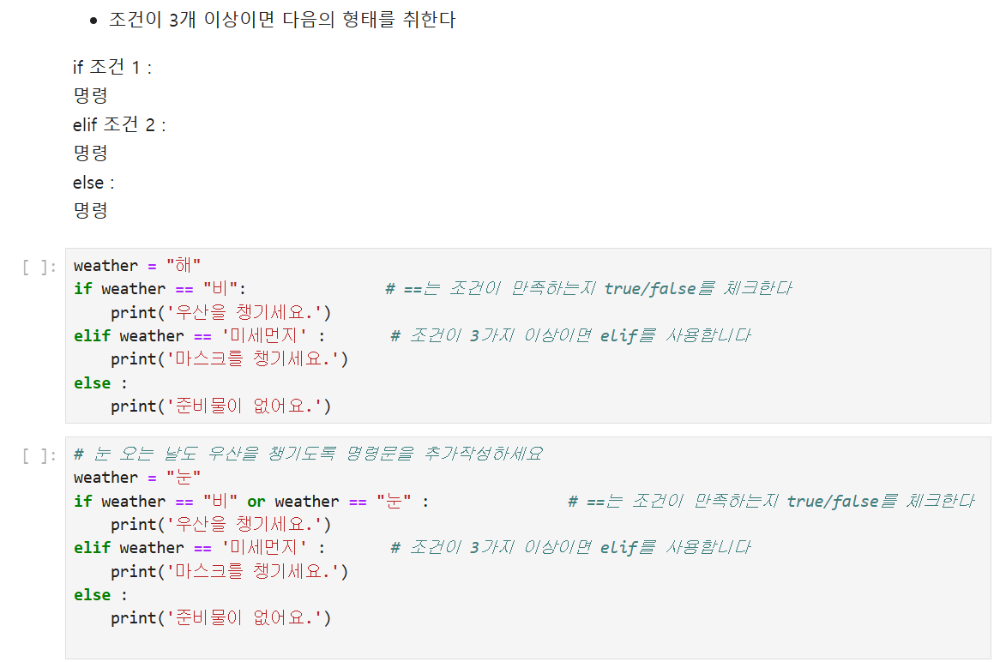 • 조건이 3개 이상이면 다음의 형태를 취한다
if 조건 1 :
명령
elif 조건 2 :
명령
else :
명령
[ ]: weather = "해"
if weather == "비":               # ==는 조건이 만족하는지 true/false를 체크한다
    print('우산을 챙기세요.')
elif weather == '미세먼지' :       # 조건이 3가지 이상이면 elif를 사용합니다
    print('마스크를 챙기세요.')
else :
    print('준비물이 없어요.')
[ ]: # 눈 오는 날도 우산을 챙기도록 명령문을 추가작성하세요
weather = "눈"
if weather == "비" or weather == "눈" :               # ==는 조건이 만족하는지 true/false를 체크한다
    print('우산을 챙기세요.')
elif weather == '미세먼지' :       # 조건이 3가지 이상이면 elif를 사용합니다
    print('마스크를 챙기세요.')
else :
    print('준비물이 없어요.')